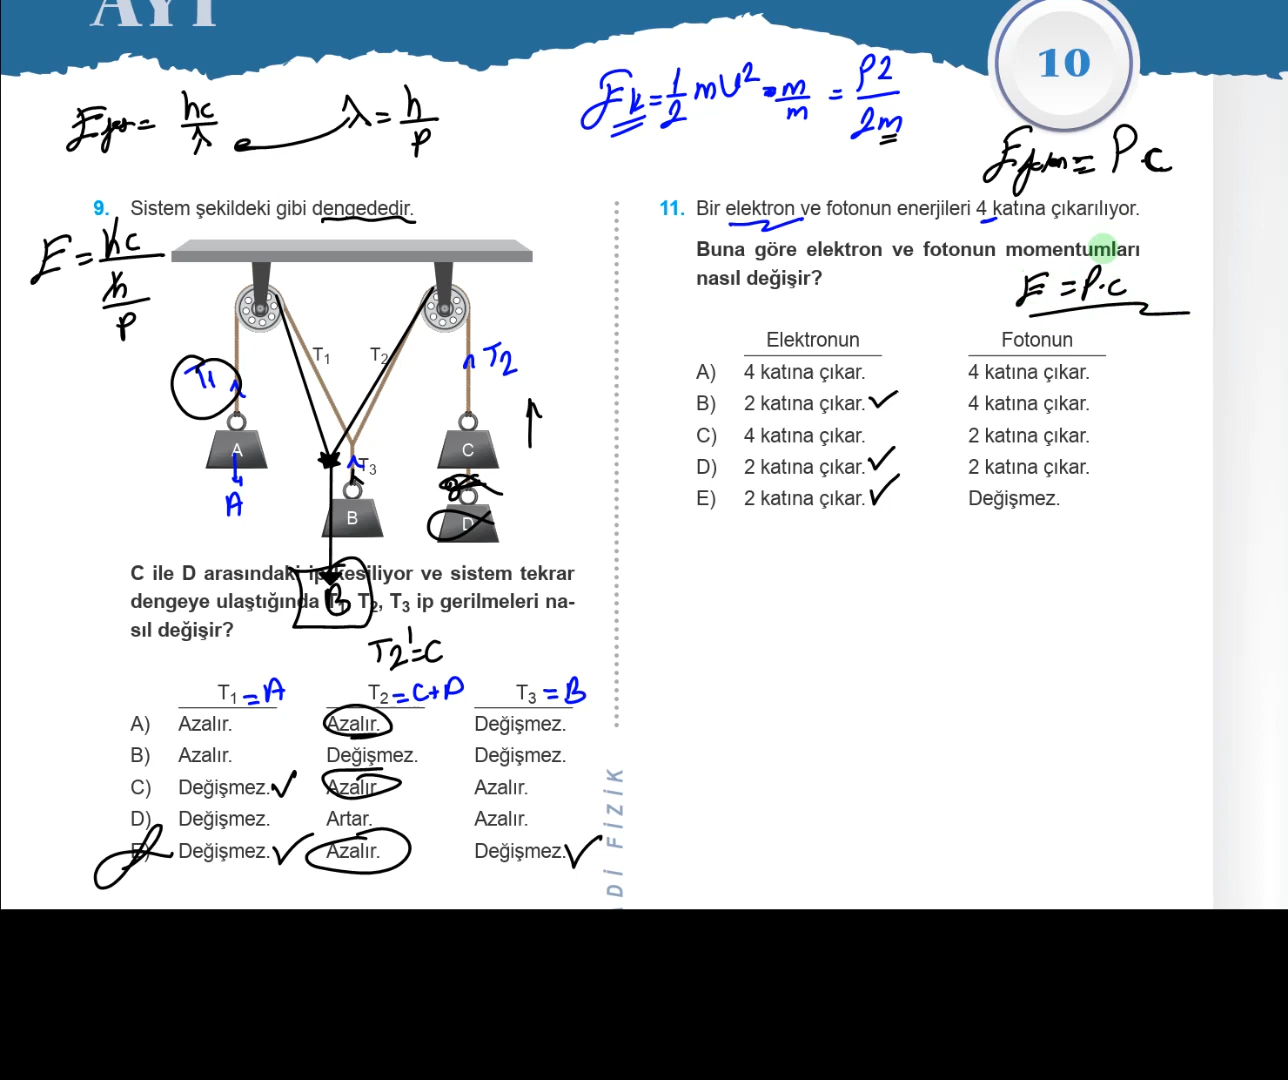 AYT
10
E = hc/λ
λ = h/p
Ek = 1/2 mv² · m/m = p2/2m
Efoton = P.c
9. Sistem şekildeki gibi dengededir.
E = hc / h/p
T1 T2
T1
T2
A
C
T3
A
B
D
C ile D arasındaki ip kesiliyor ve sistem tekrar
dengeye ulaştığında T1, T2, T3 ip gerilmeleri na-
sıl değişir?
B
T2' = C
T1 = A T2 = C+D T3 = B
A) Azalır. Azalır. Değişmez.
B) Azalır. Değişmez. Değişmez.
C) Değişmez. Azalır. Azalır.
D) Değişmez. Artar. Azalır.
E) Değişmez. Azalır. Değişmez.
Dİ FİZİK
11. Bir elektron ve fotonun enerjileri 4 katına çıkarılıyor.
Buna göre elektron ve fotonun momentumları
nasıl değişir?
E = P.c
Elektronun Fotonun
A) 4 katına çıkar. 4 katına çıkar.
B) 2 katına çıkar. 4 katına çıkar.
C) 4 katına çıkar. 2 katına çıkar.
D) 2 katına çıkar. 2 katına çıkar.
E) 2 katına çıkar. Değişmez.